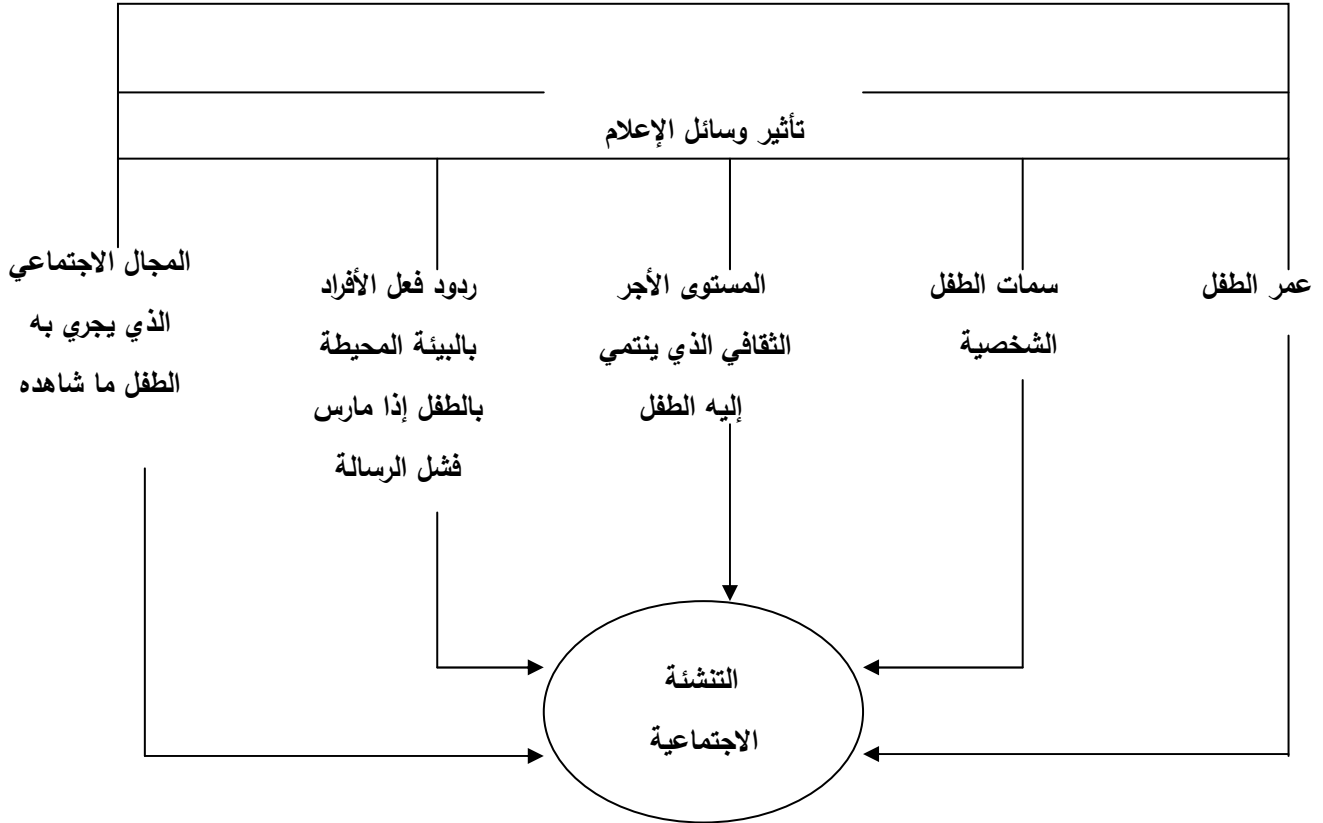 تأثير وسائل الإعلام
عمر الطفل
سمات الطفل
الشخصية
المستوى الأجر
الثقافي الذي ينتمي
إليه الطفل
ردود فعل الأفراد
بالبيئة المحيطة
بالطفل إذا مارس
فشل الرسالة
المجال الاجتماعي
الذي يجري به
الطفل ما شاهده
التنشئة
الاجتماعية